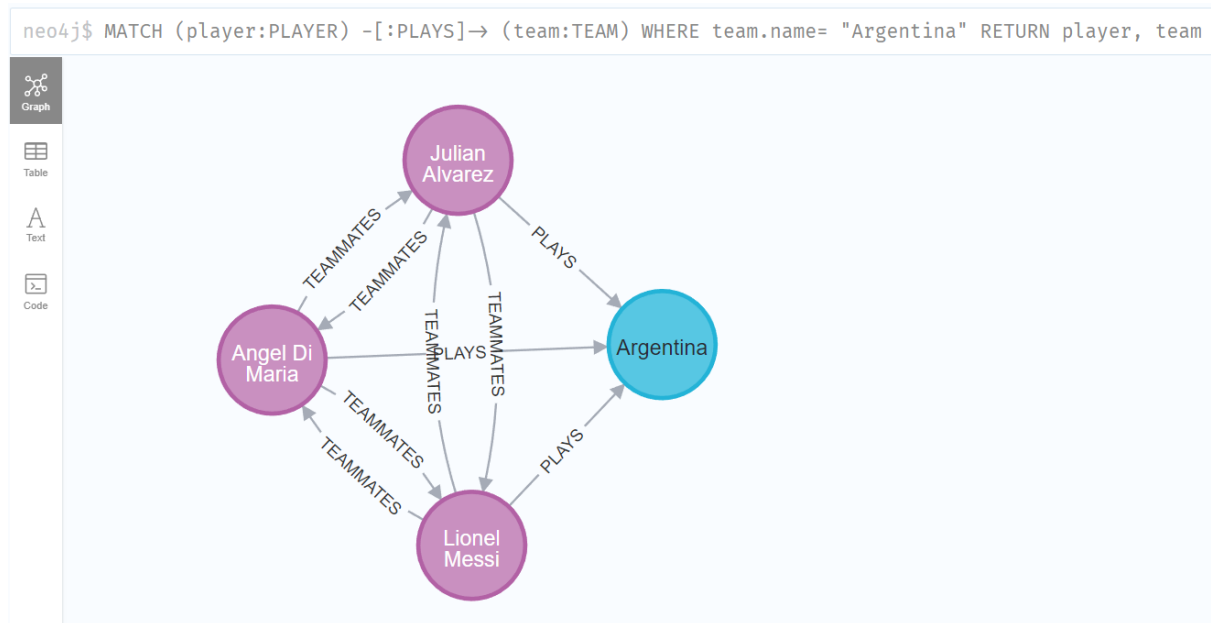 neo4j$ MATCH (player:PLAYER) -[:PLAYS]→ (team:TEAM) WHERE team.name= "Argentina" RETURN player, team
Graph
Table
Text
Code
Julian
Alvarez
TEAMMATES
TEAMMATES
PLAYS
TEAMMATES
TEAMMATES
PLAYS
Argentina
Angel Di
Maria
TEAMMATES
TEAMMATES
PLAYS
Lionel
Messi